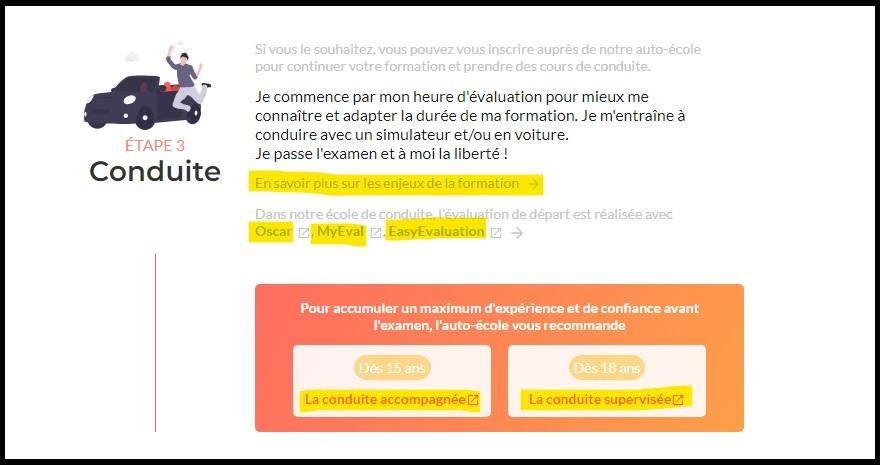 Si vous le souhaitez, vous pouvez vous inscrire auprès de notre auto-école
pour continuer votre formation et prendre des cours de conduite.
Je commence par mon heure d'évaluation pour mieux me
connaître et adapter la durée de ma formation. Je m'entraîne à
conduire avec un simulateur et/ou en voiture.
Je passe l'examen et à moi la liberté !
ÉTAPE 3
Conduite
En savoir plus sur les enjeux de la formation →
Dans notre école de conduite, l'évaluation de départ est réalisée avec
Oscar , MyEval , EasyEvaluation →
Pour accumuler un maximum d'expérience et de confiance avant
l'examen, l'auto-école vous recommande
Dès 15 ans
La conduite accompagnée
Dès 18 ans
La conduite supervisée